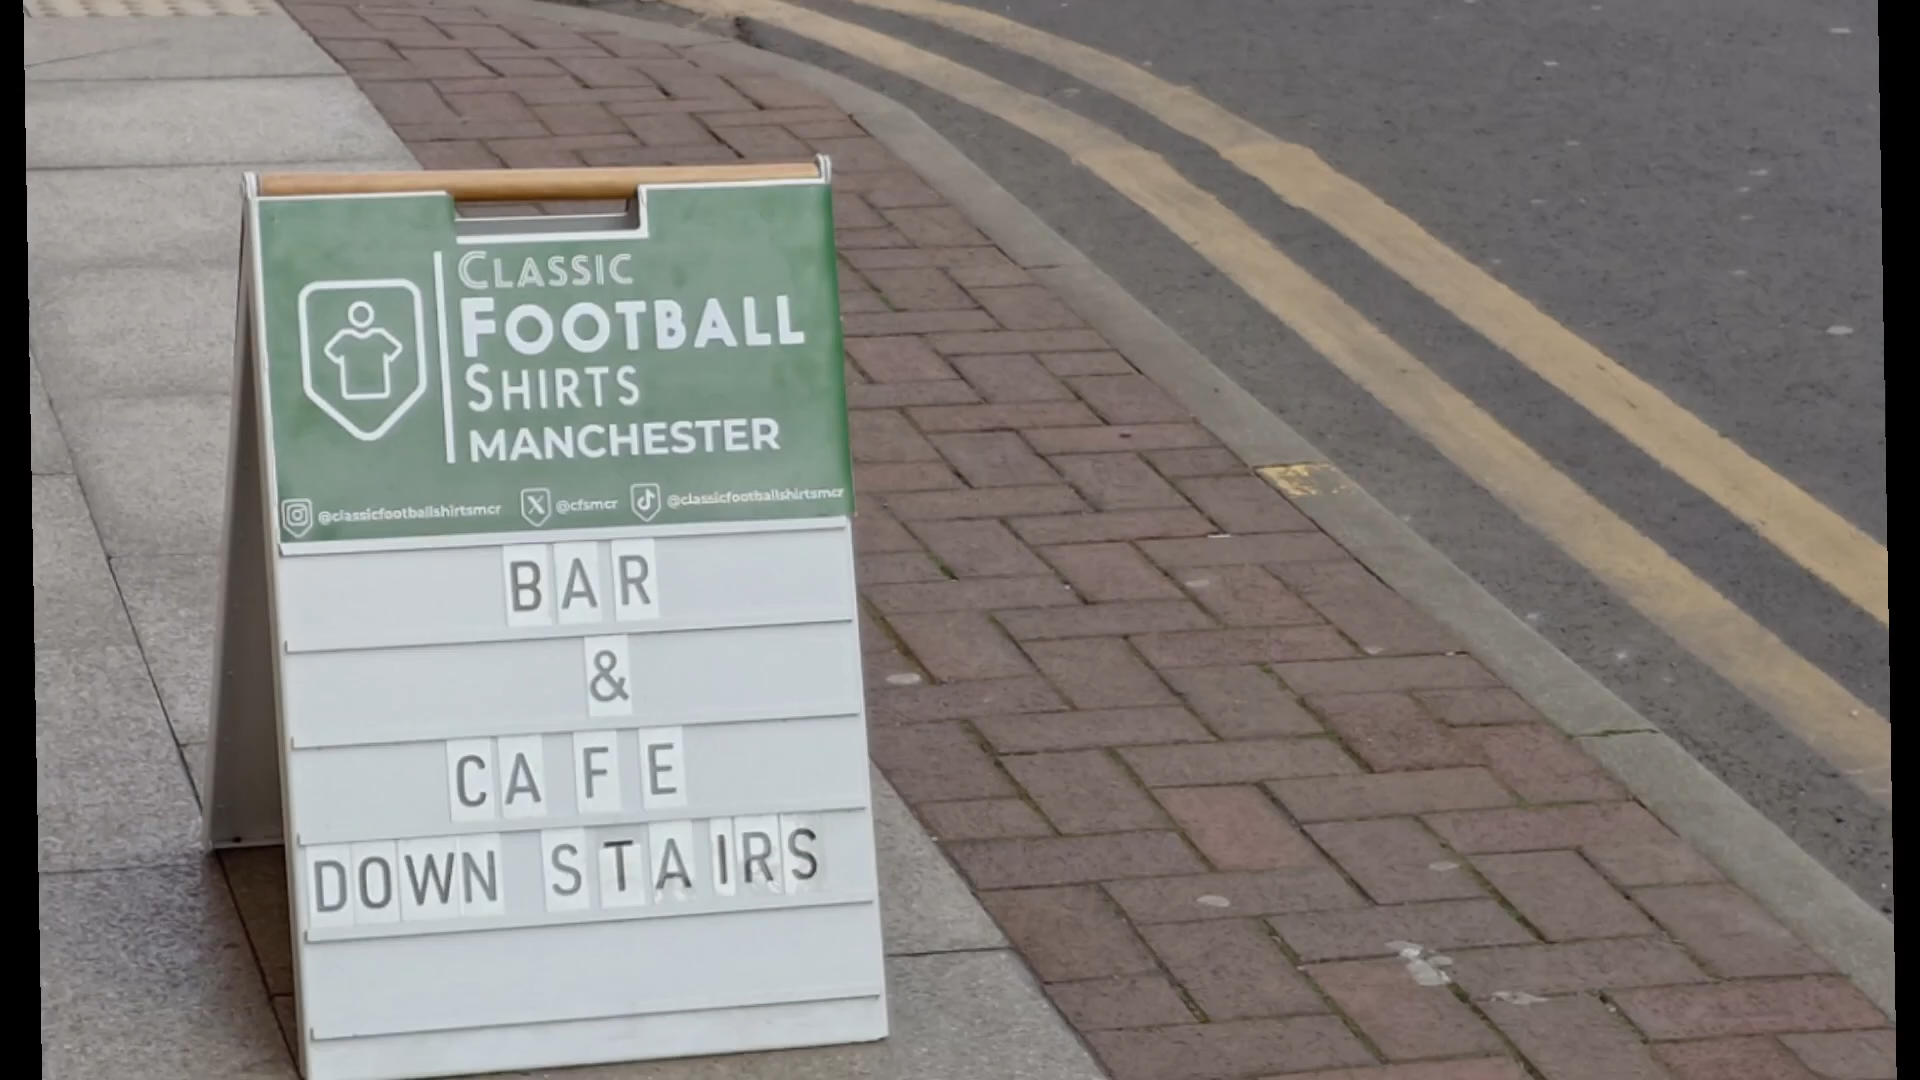 CLASSIC
FOOTBALL
SHIRTS
MANCHESTER
@classicfootballshirtsmcr @cfsmcr @classicfootballshirtsmcr
BAR
&
CAFE
DOWN STAIRS